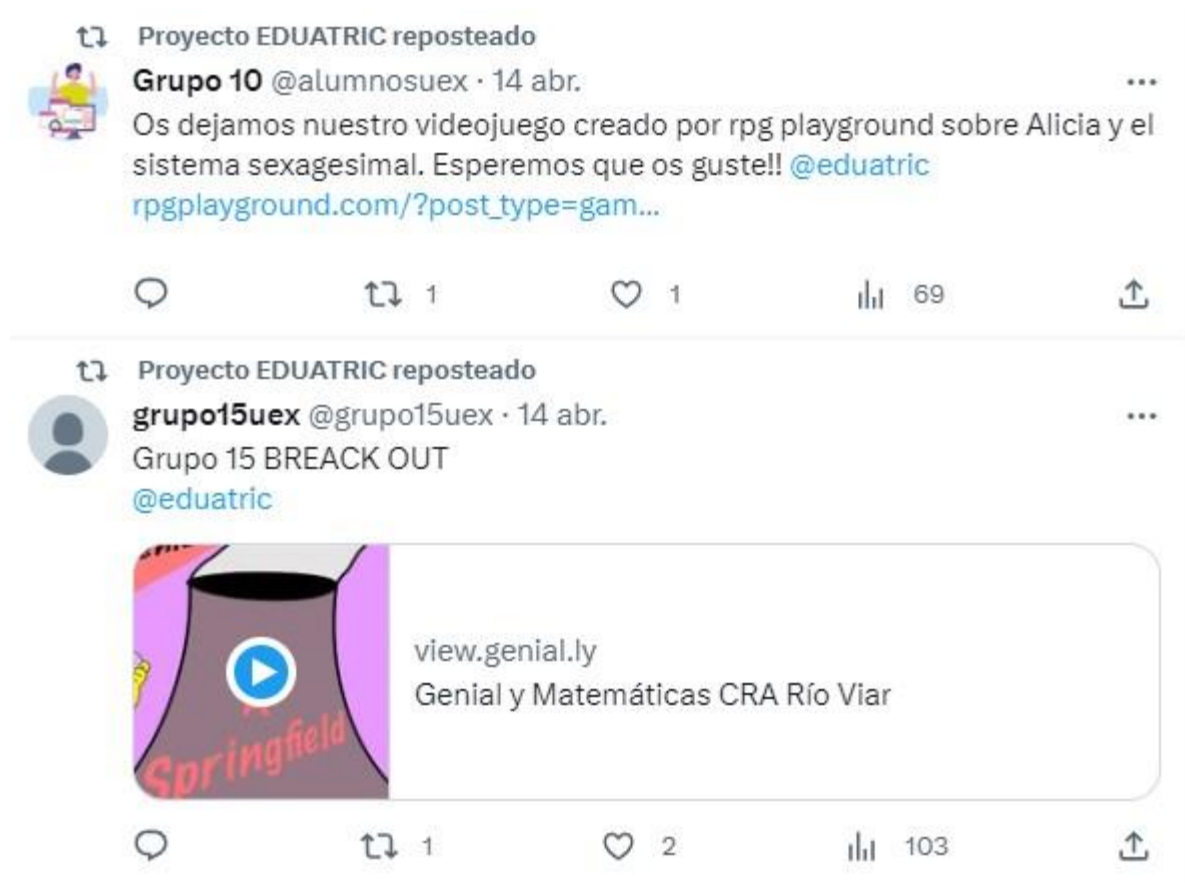 Proyecto EDUATRIC reposteado
Grupo 10 @alumnosuex · 14 abr.
Os dejamos nuestro videojuego creado por rpg playground sobre Alicia y el
sistema sexagesimal. Esperemos que os guste!! @eduatric
rpgplayground.com/?post_type=gam...
1 1 69
Proyecto EDUATRIC reposteado
grupo15uex @grupo15uex · 14 abr.
Grupo 15 BREACK OUT
@eduatric
view.genial.ly
Genial y Matemáticas CRA Río Viar
Springfield
1 2 103